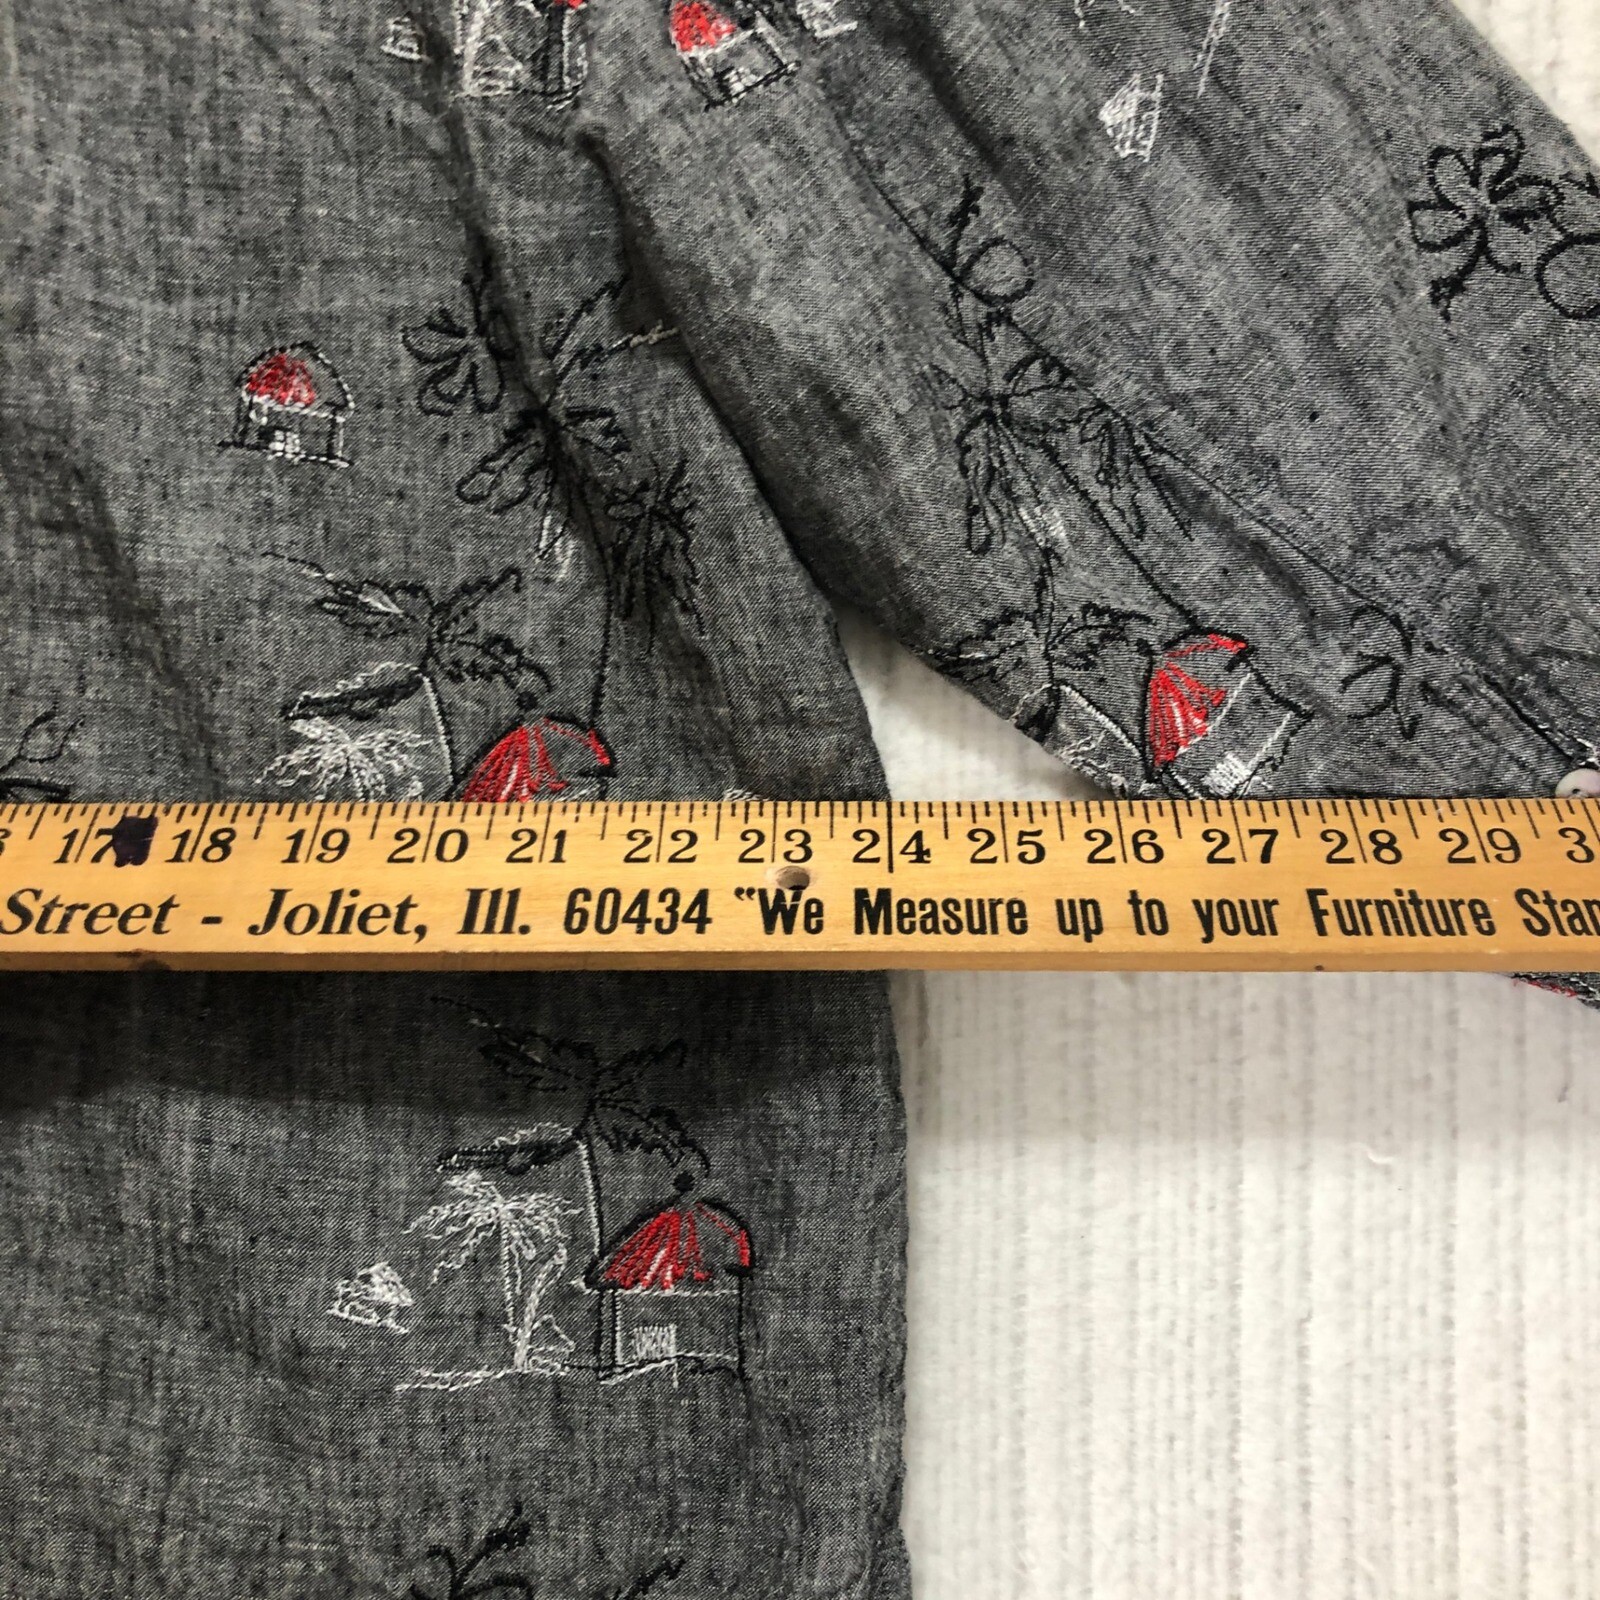 17 18 19 20 21 22 23 24 25 26 27 28 29
Street - Joliet, Ill. 60434 "We Measure up to your Furniture